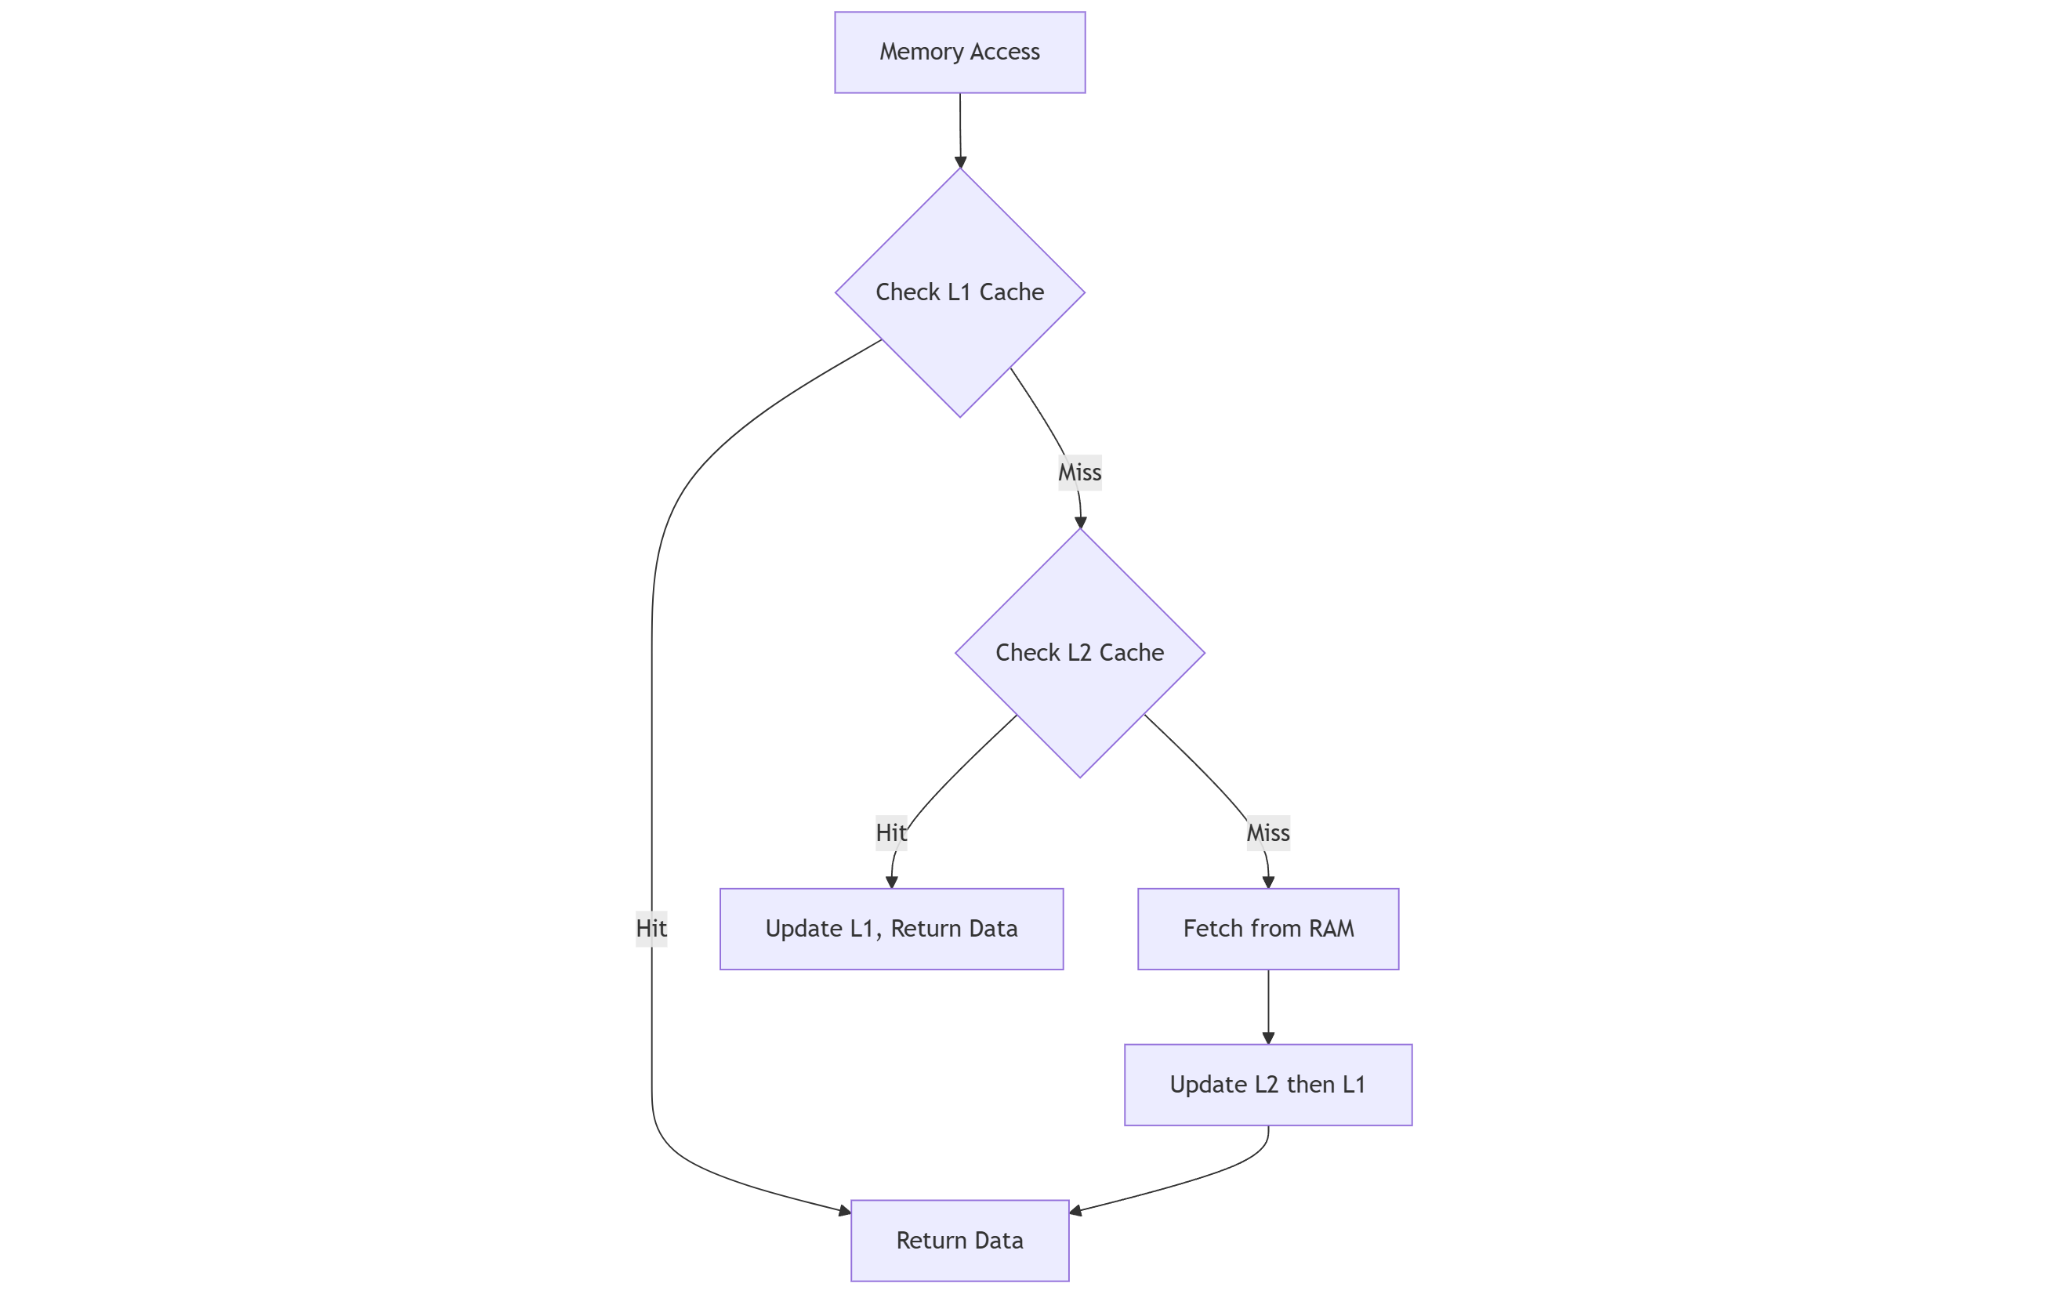 Memory Access
Check L1 Cache
Miss
Check L2 Cache
Hit
Miss
Hit
Update L1, Return Data
Fetch from RAM
Update L2 then L1
Return Data